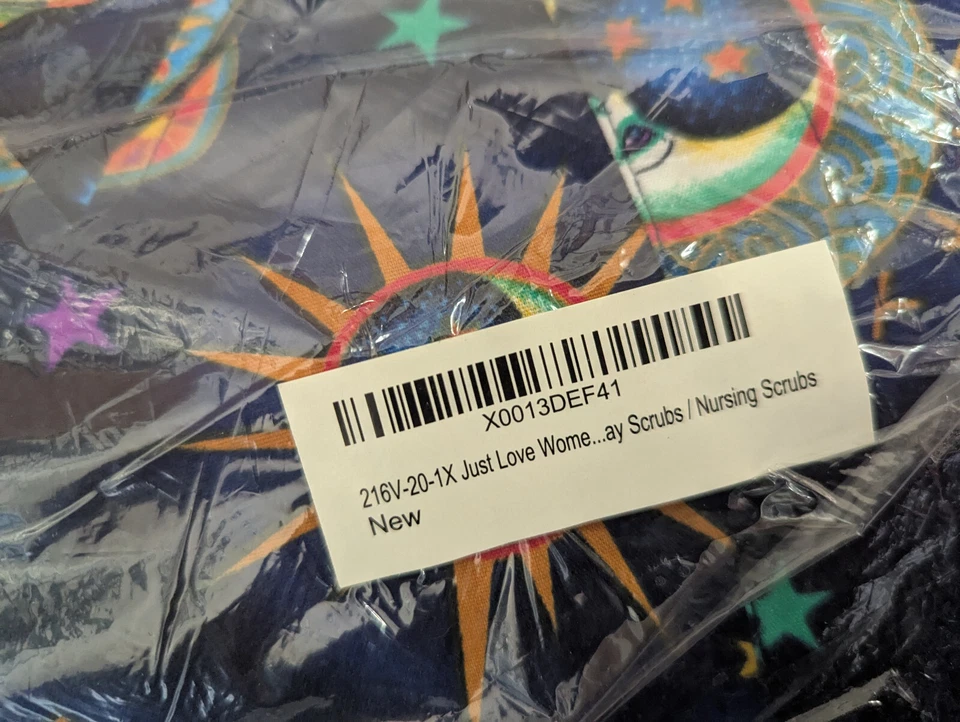 X0013DEF41
216V-20-1X Just Love Wome...ay Scrubs / Nursing Scrubs
New